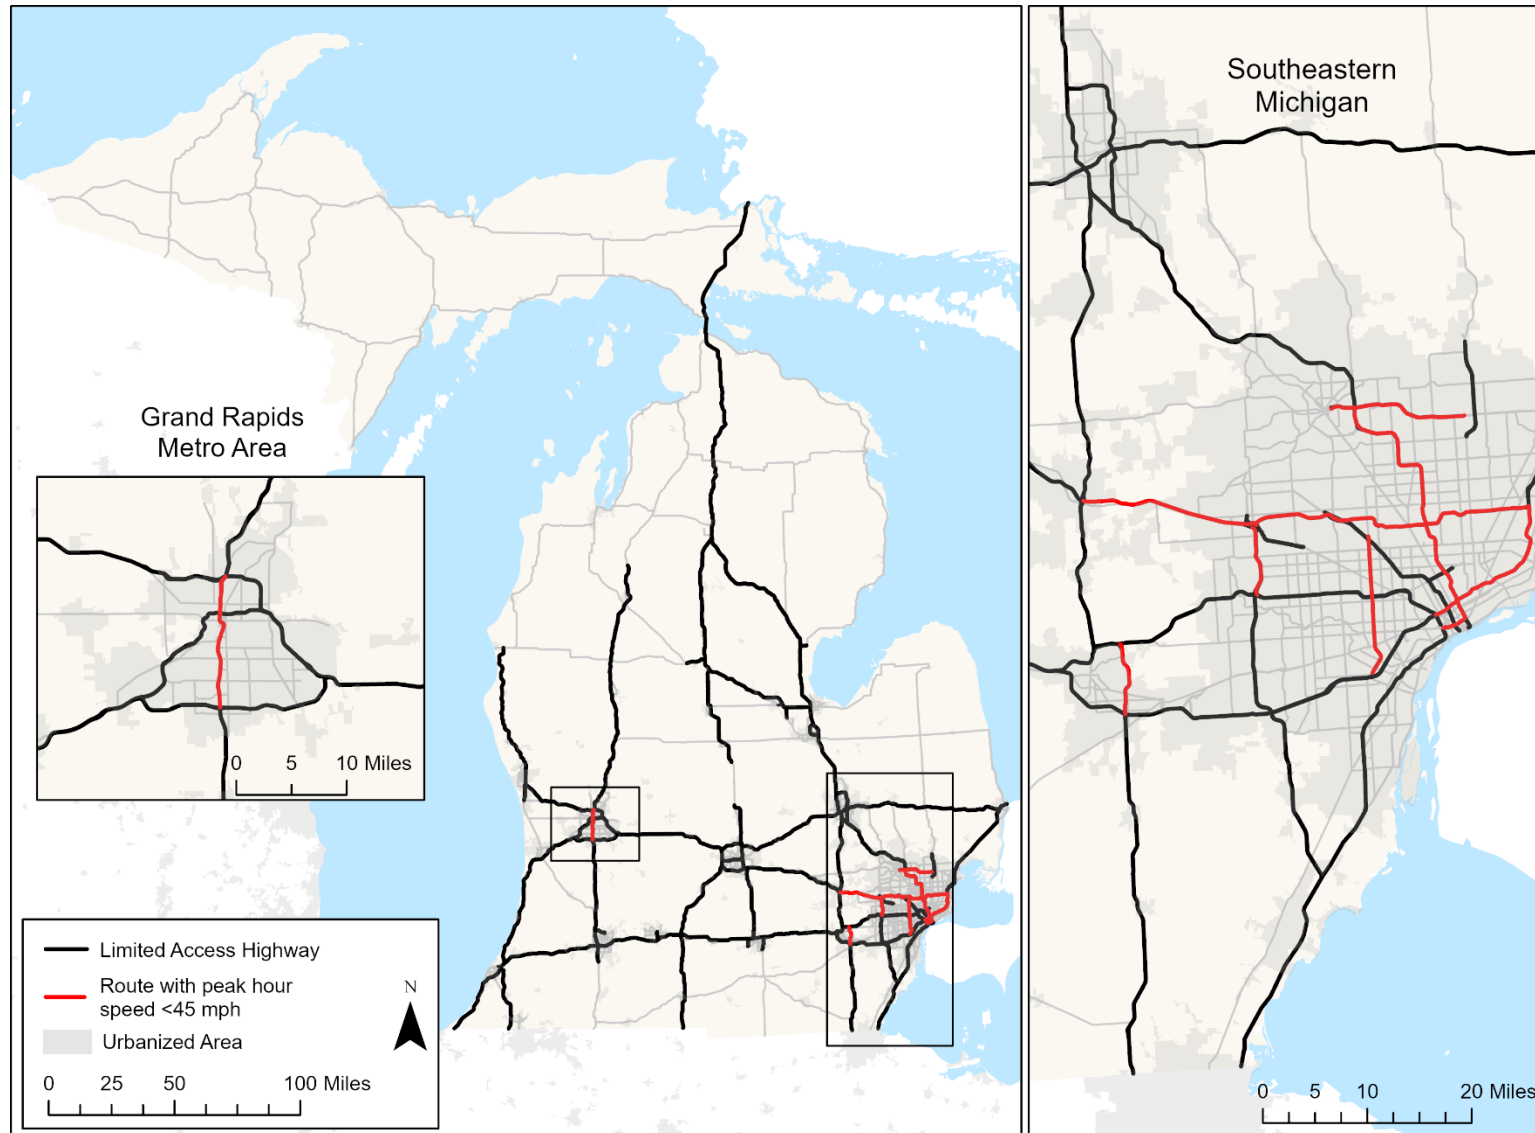 Southeastern
Michigan
Grand Rapids
Metro Area
0 5 10 Miles
Limited Access Highway
Route with peak hour
speed <45 mph
Urbanized Area
N
0 25 50 100 Miles
0 5 10 20 Miles